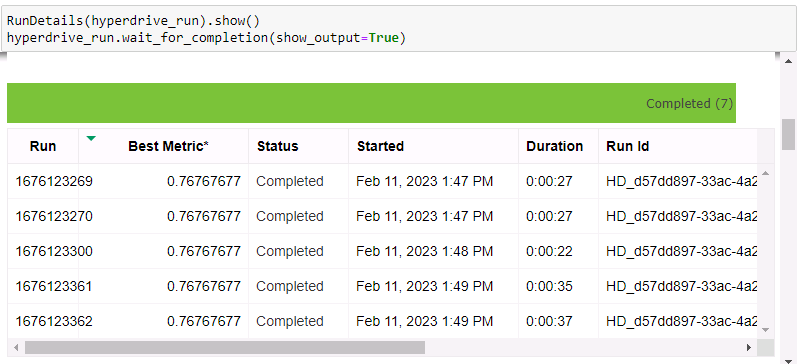 RunDetails(hyperdrive_run).show()
hyperdrive_run.wait_for_completion(show_output=True)
Completed (7)
Run Best Metric* Status Started Duration Run Id
1676123269 0.76767677 Completed Feb 11, 2023 1:47 PM 0:00:27 HD_d57dd897-33ac-4a2
1676123270 0.76767677 Completed Feb 11, 2023 1:47 PM 0:00:27 HD_d57dd897-33ac-4a2
1676123300 0.76767677 Completed Feb 11, 2023 1:48 PM 0:00:22 HD_d57dd897-33ac-4a2
1676123361 0.76767677 Completed Feb 11, 2023 1:49 PM 0:00:35 HD_d57dd897-33ac-4a2
1676123362 0.76767677 Completed Feb 11, 2023 1:49 PM 0:00:37 HD_d57dd897-33ac-4a2